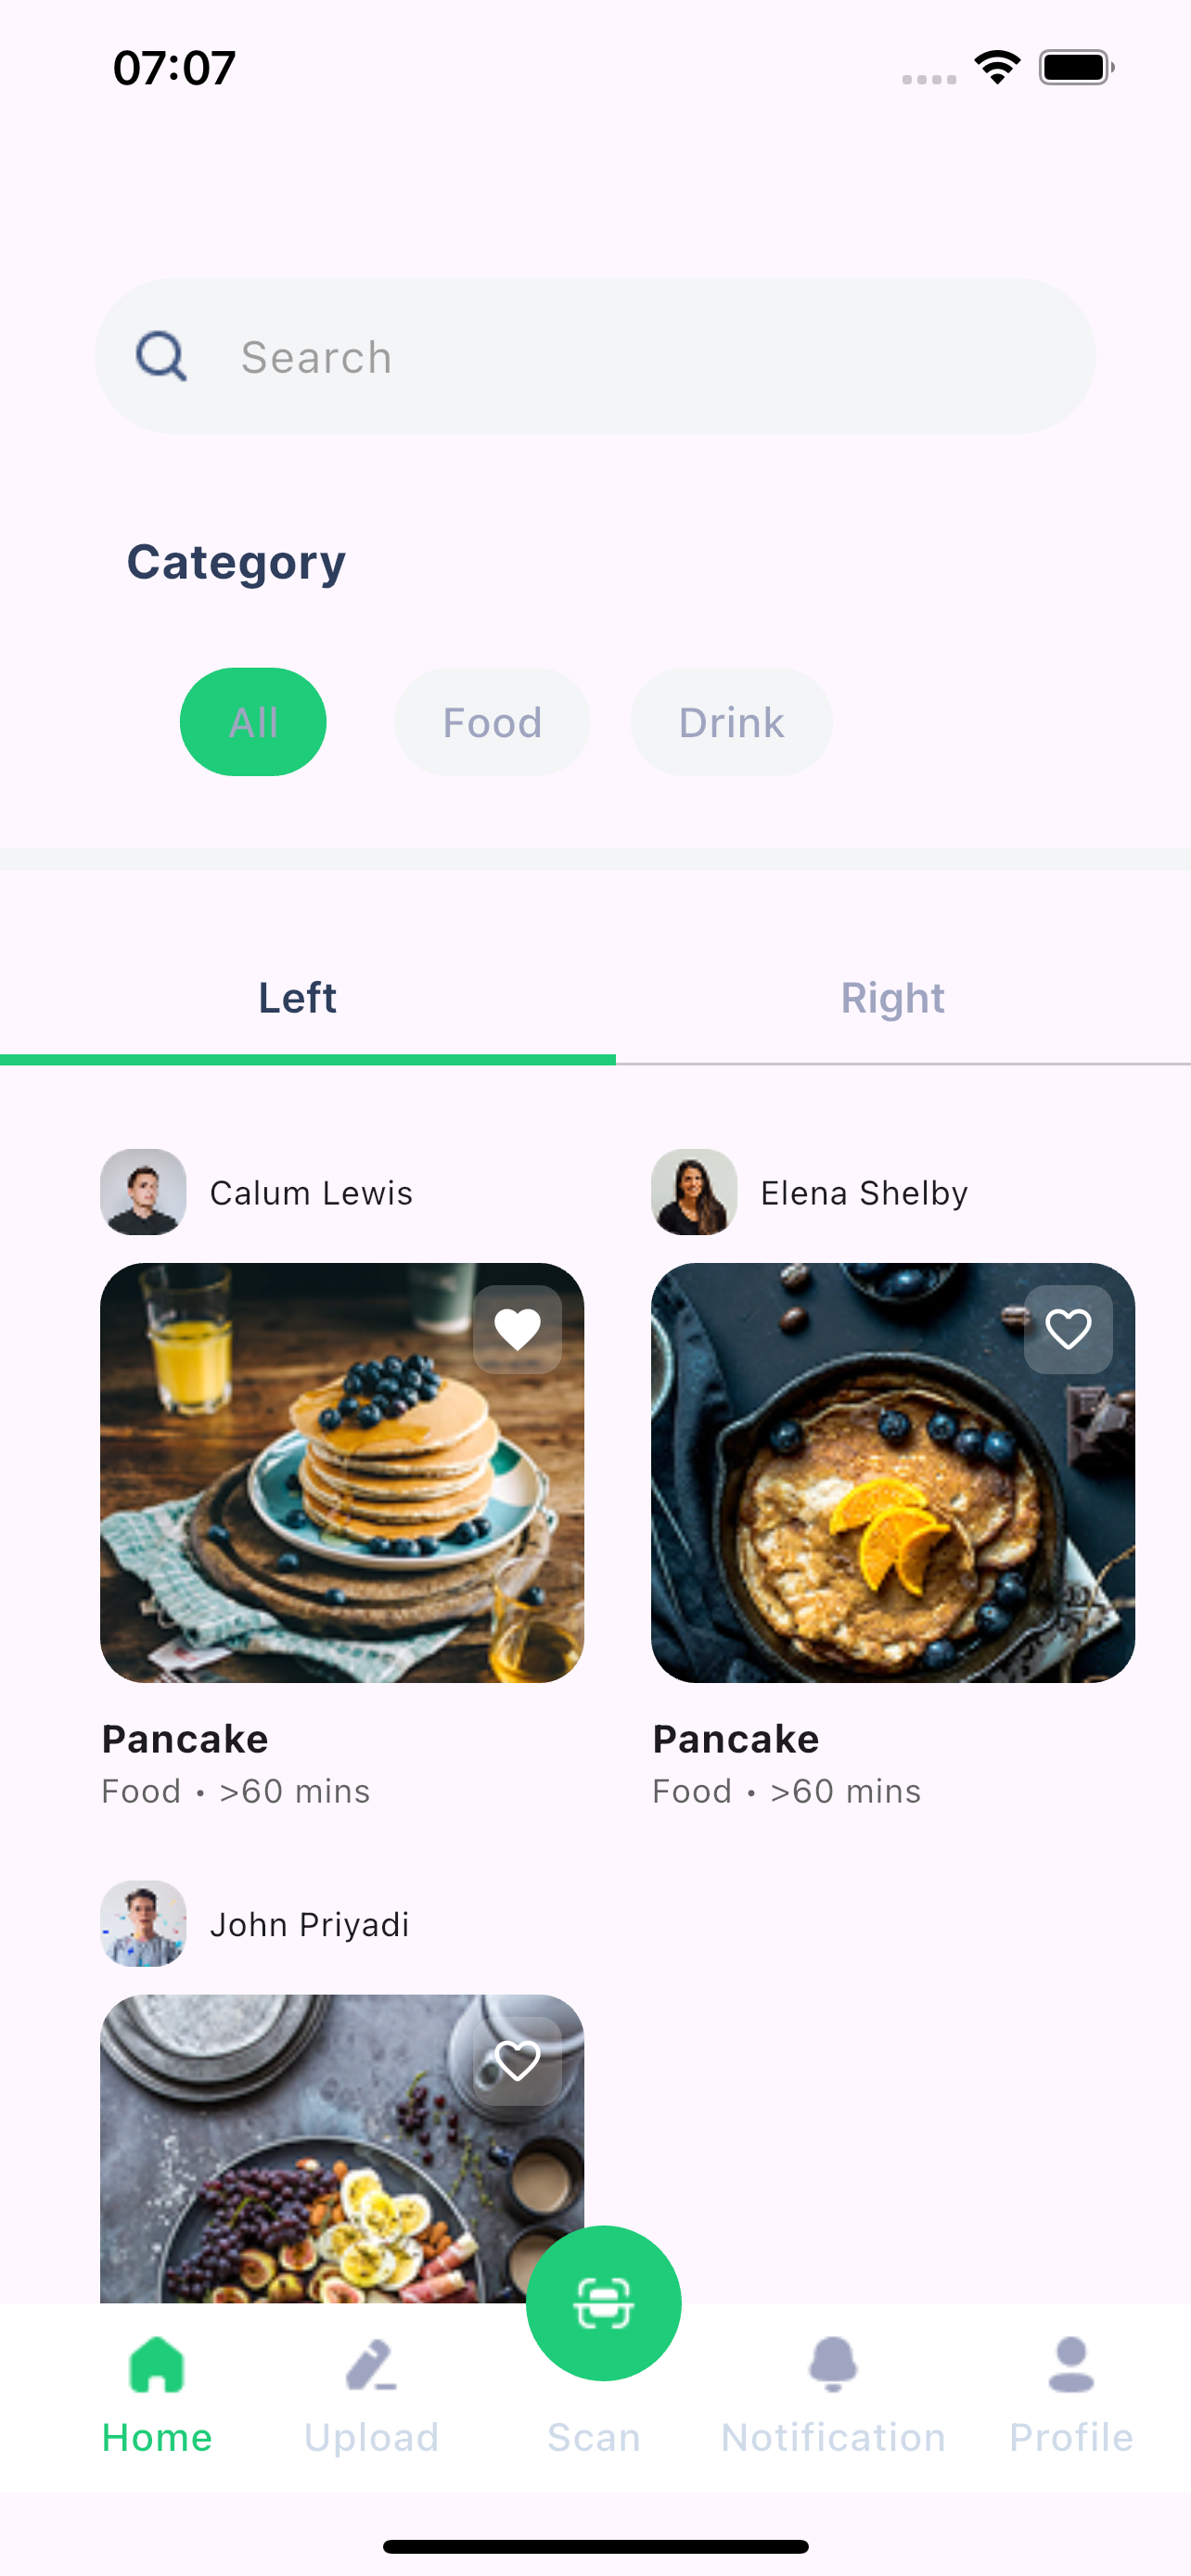 07:07
Search
Category
All Food Drink
Left Right
Calum Lewis Elena Shelby
Pancake Pancake
Food • >60 mins Food • >60 mins
John Priyadi
Home Upload Scan Notification Profile